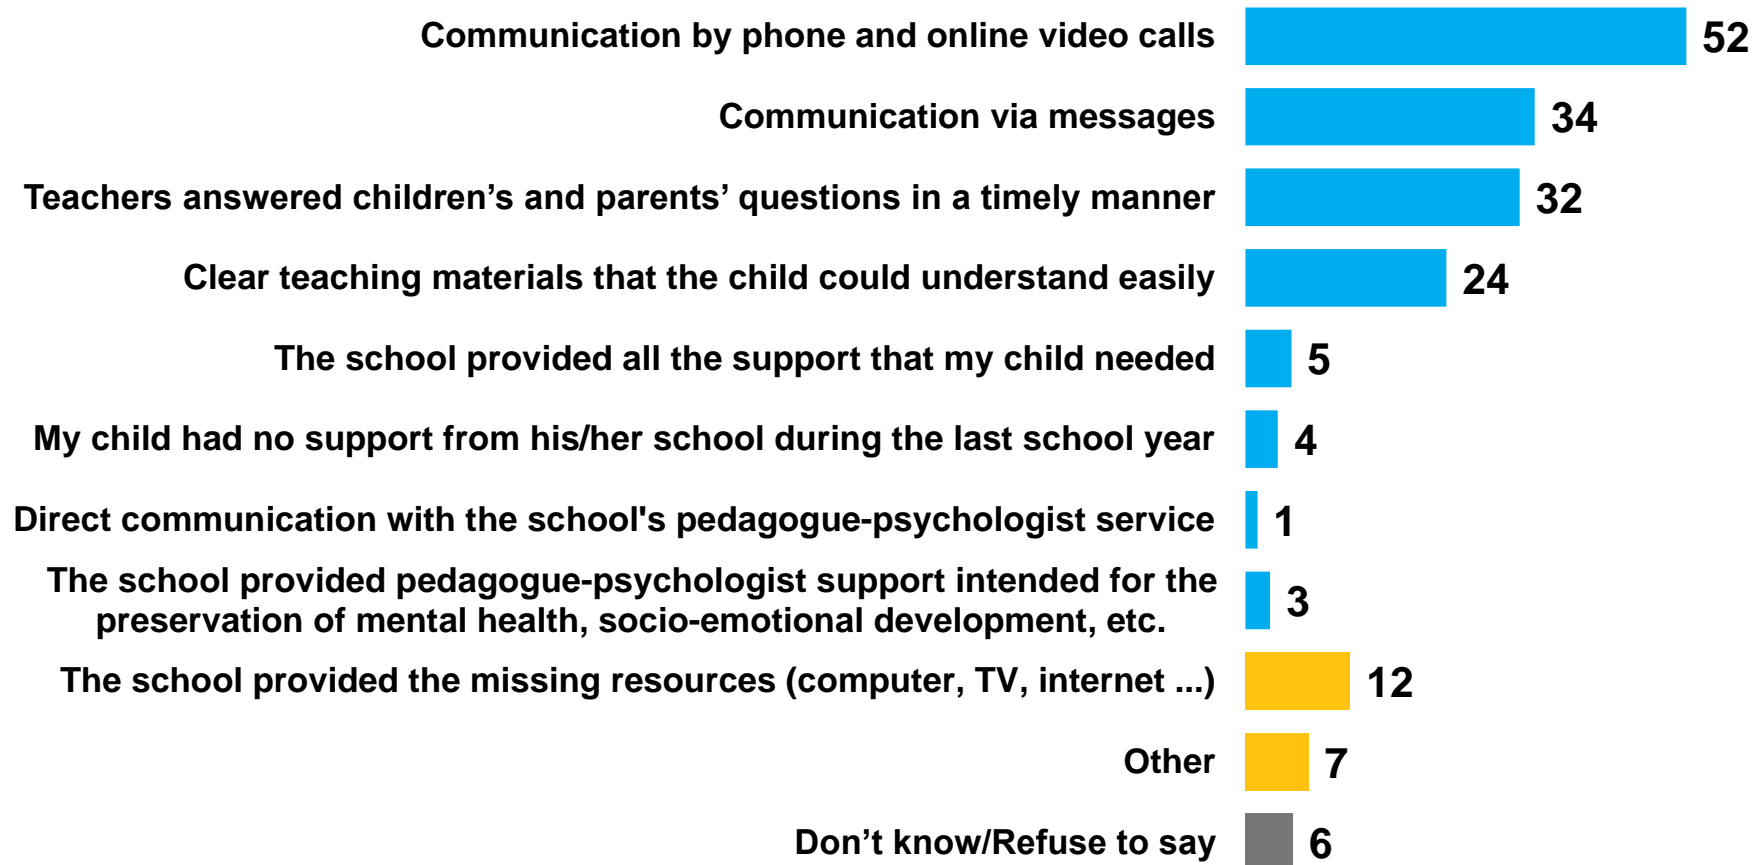 Communication by phone and online video calls 52
Communication via messages 34
Teachers answered children’s and parents’ questions in a timely manner 32
Clear teaching materials that the child could understand easily 24
The school provided all the support that my child needed 5
My child had no support from his/her school during the last school year 4
Direct communication with the school's pedagogue-psychologist service 1
The school provided pedagogue-psychologist support intended for the
preservation of mental health, socio-emotional development, etc. 3
The school provided the missing resources (computer, TV, internet ...) 12
Other 7
Don’t know/Refuse to say 6